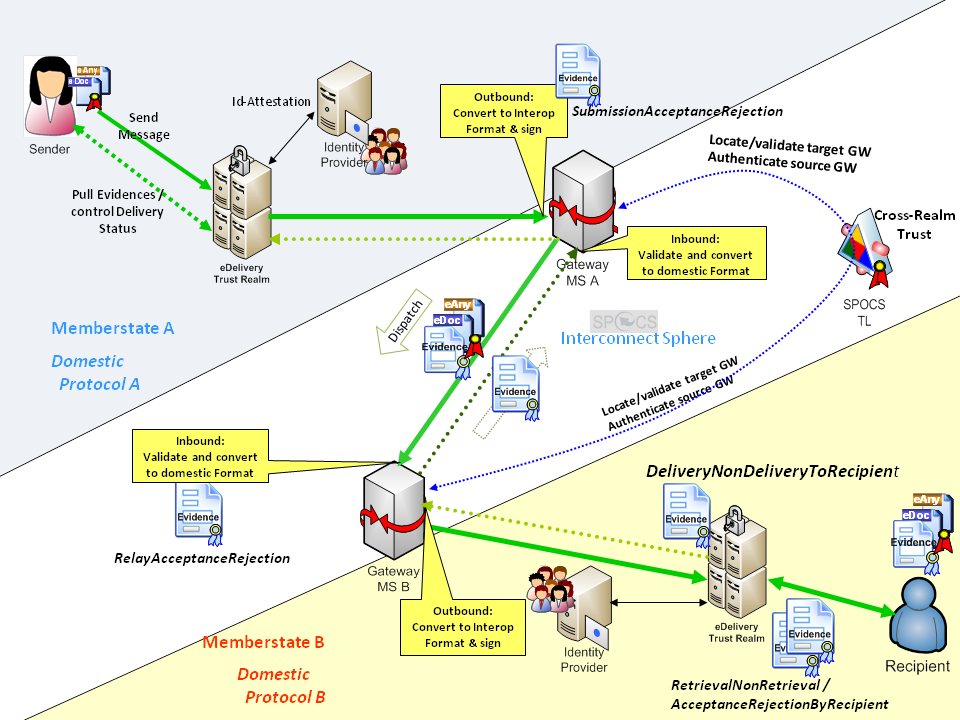 eAny
eDoc
Sender
Send
Message
Id-Attestation
Identity
Provider
Pull Evidences /
control Delivery
Status
eDelivery
Trust Realm
Outbound:
Convert to Interop
Format & sign
Evidence
SubmissionAcceptanceRejection
Locate/validate target GW
Authenticate source GW
Cross-Realm
Trust
Inbound:
Validate and convert
to domestic Format
Gateway
MS A
SPOCS
TL
Memberstate A
Domestic
Protocol A
Dispatch
eAny
eDoc
Evidence
Evidence
SPOCS
Interconnect Sphere
Locate/validate target GW
Authenticate source GW
Inbound:
Validate and convert
to domestic Format
Evidence
RelayAcceptanceRejection
Gateway
MS B
DeliveryNonDeliveryToRecipient
Evidence
eAny
eDoc
Evidence
Outbound:
Convert to Interop
Format & sign
Identity
Provider
eDelivery
Trust Realm
Evidence
Recipient
Memberstate B
Domestic
Protocol B
RetrievalNonRetrieval /
AcceptanceRejectionByRecipient